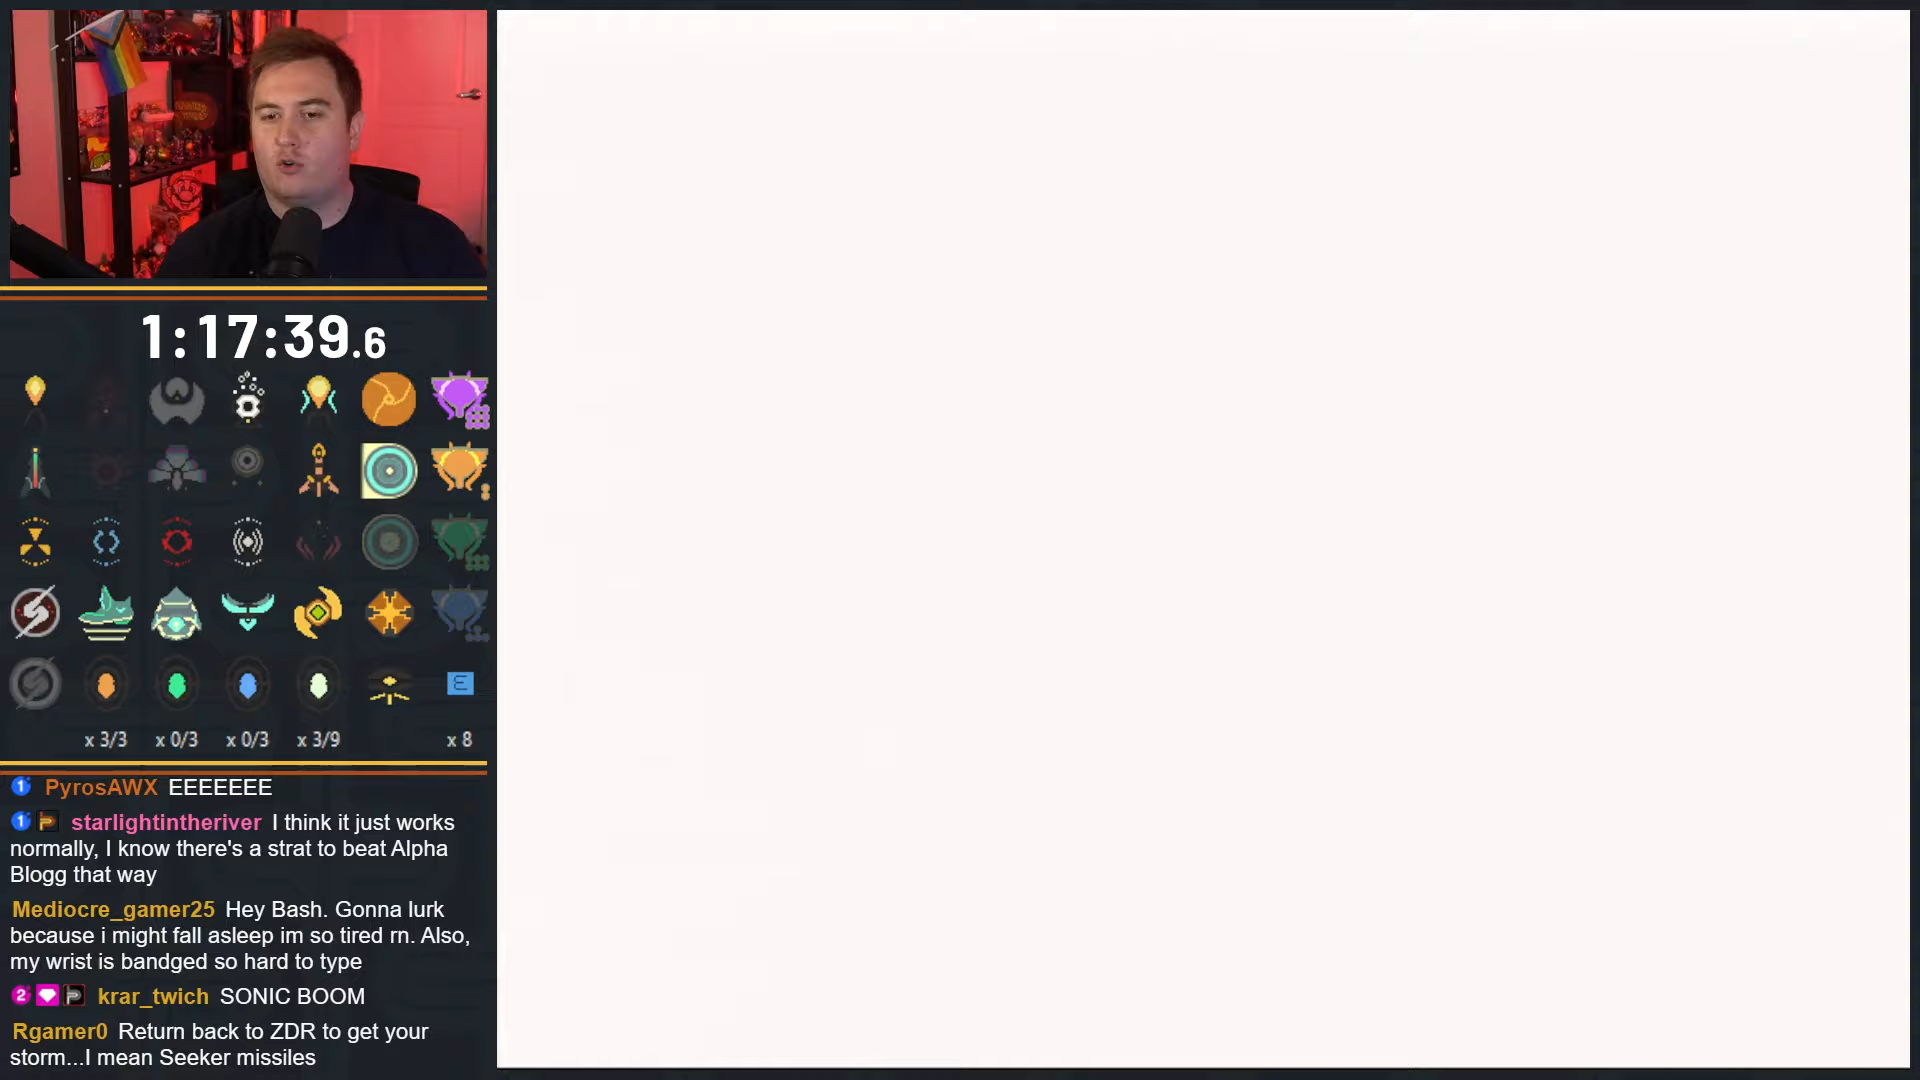 1:17:39.6
x 3/3 x 0/3 x 0/3 x 3/9 x 8
PyrosAWX EEEEEEE
starlightintheriver I think it just works
normally, I know there's a strat to beat Alpha
Blogg that way
Mediocre_gamer25 Hey Bash. Gonna lurk
because i might fall asleep im so tired rn. Also,
my wrist is bandged so hard to type
2 krar_twich SONIC BOOM
Rgamer0 Return back to ZDR to get your
storm...I mean Seeker missiles